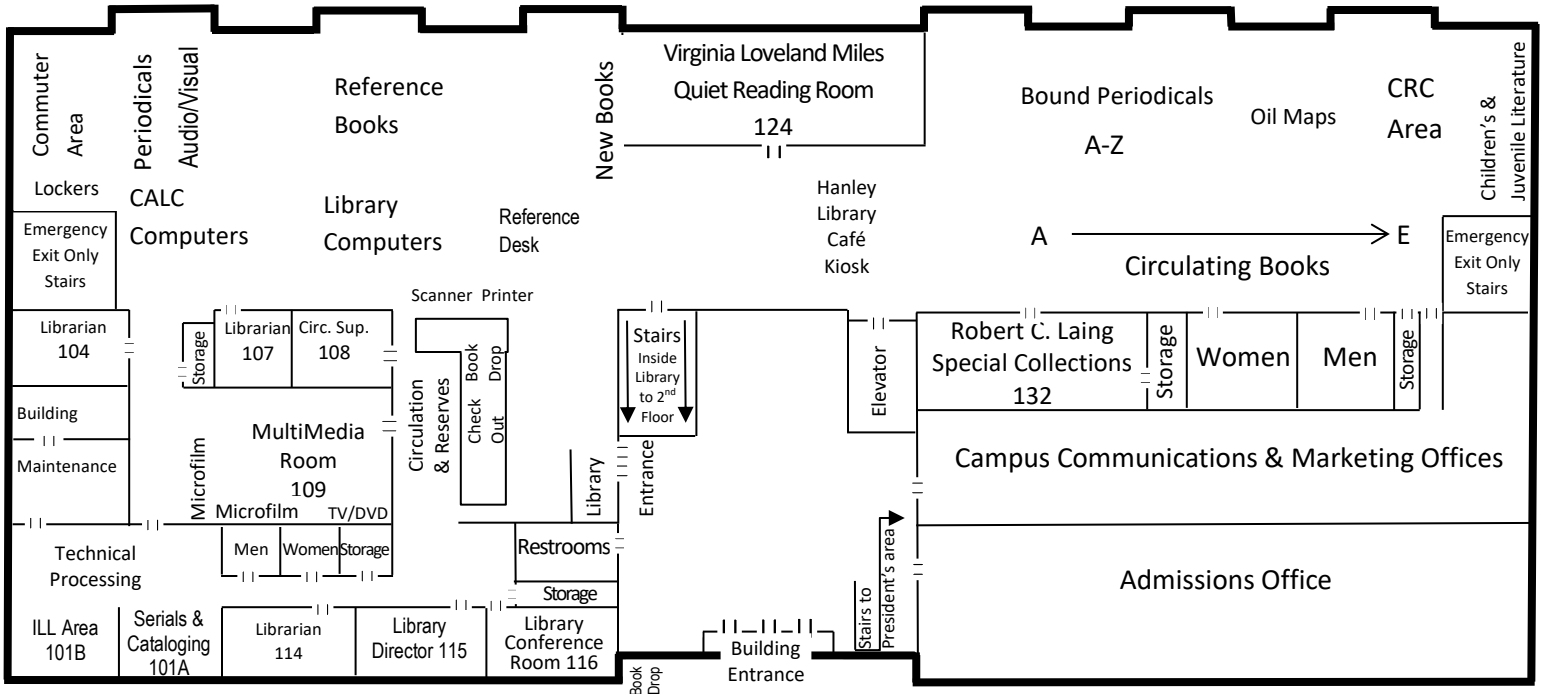 Commuter
Area
Lockers
Periodicals
Audio/Visual
CALC
Computers
Reference
Books
Library
Computers
Reference
Desk
New Books
Virginia Loveland Miles
Quiet Reading Room
124
Hanley
Library
Café
Kiosk
Bound Periodicals
A-Z
Oil Maps
CRC
Area
Children's &
Juvenile Literature
A
E
Circulating Books
Emergency
Exit Only
Stairs
Emergency
Exit Only
Stairs
Scanner Printer
Librarian
104
Storage
Librarian
107
Circ. Sup.
108
Circulation
& Reserves
Book
Drop
Check
Out
Stairs
Inside
Library
to 2nd
Floor
Elevator
Robert C. Laing
Special Collections
132
Storage
Women
Men
Storage
Building
Maintenance
MultiMedia
Room
109
Microfilm
Microfilm
TV/DVD
Library
Entrance
Campus Communications & Marketing Offices
Technical
Processing
Men
Women
Storage
Restrooms
Storage
Stairs to
President's area
Admissions Office
ILL Area
101B
Serials &
Cataloging
101A
Librarian
114
Library
Director 115
Library
Conference
Room 116
Book
Drop
Building
Entrance